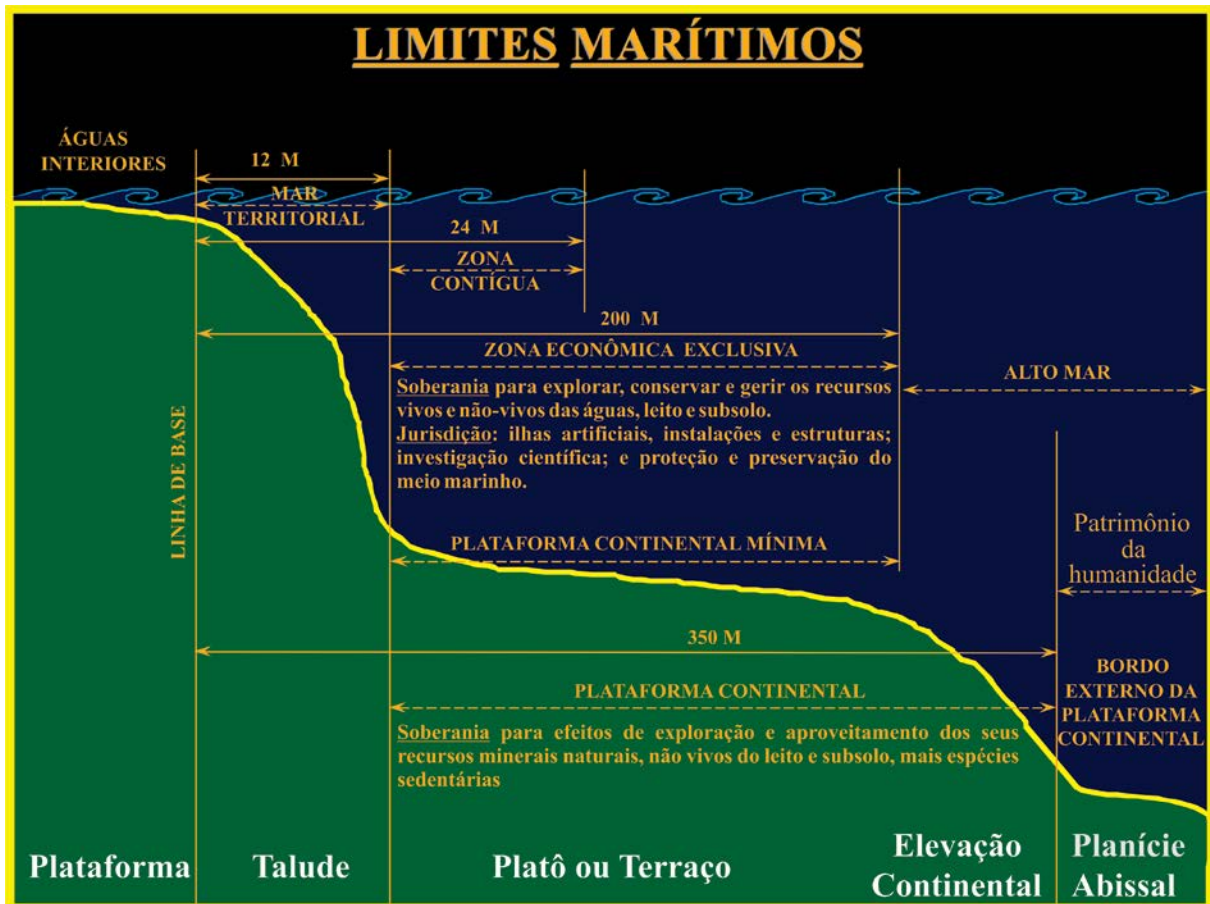 LIMITES MARÍTIMOS
ÁGUAS
INTERIORES
12 M
MAR
TERRITORIAL
24 M
ZONA
CONTÍGUA
200 M
ZONA ECONÔMICA EXCLUSIVA
Soberania para explorar, conservar e gerir os recursos
vivos e não-vivos das águas, leito e subsolo.
Jurisdição: ilhas artificiais, instalações e estruturas;
investigação científica; e proteção e preservação do
meio marinho.
ALTO MAR
LINHA DE BASE
PLATAFORMA CONTINENTAL MÍNIMA
Patrimônio
da
humanidade
350 M
PLATAFORMA CONTINENTAL
Soberania para efeitos de exploração e aproveitamento dos seus
recursos minerais naturais, não vivos do leito e subsolo, mais espécies
sedentárias
BORDO
EXTERNO DA
PLATAFORMA
CONTINENTAL
Plataforma
Talude
Platô ou Terraço
Elevação
Continental
Planície
Abissal